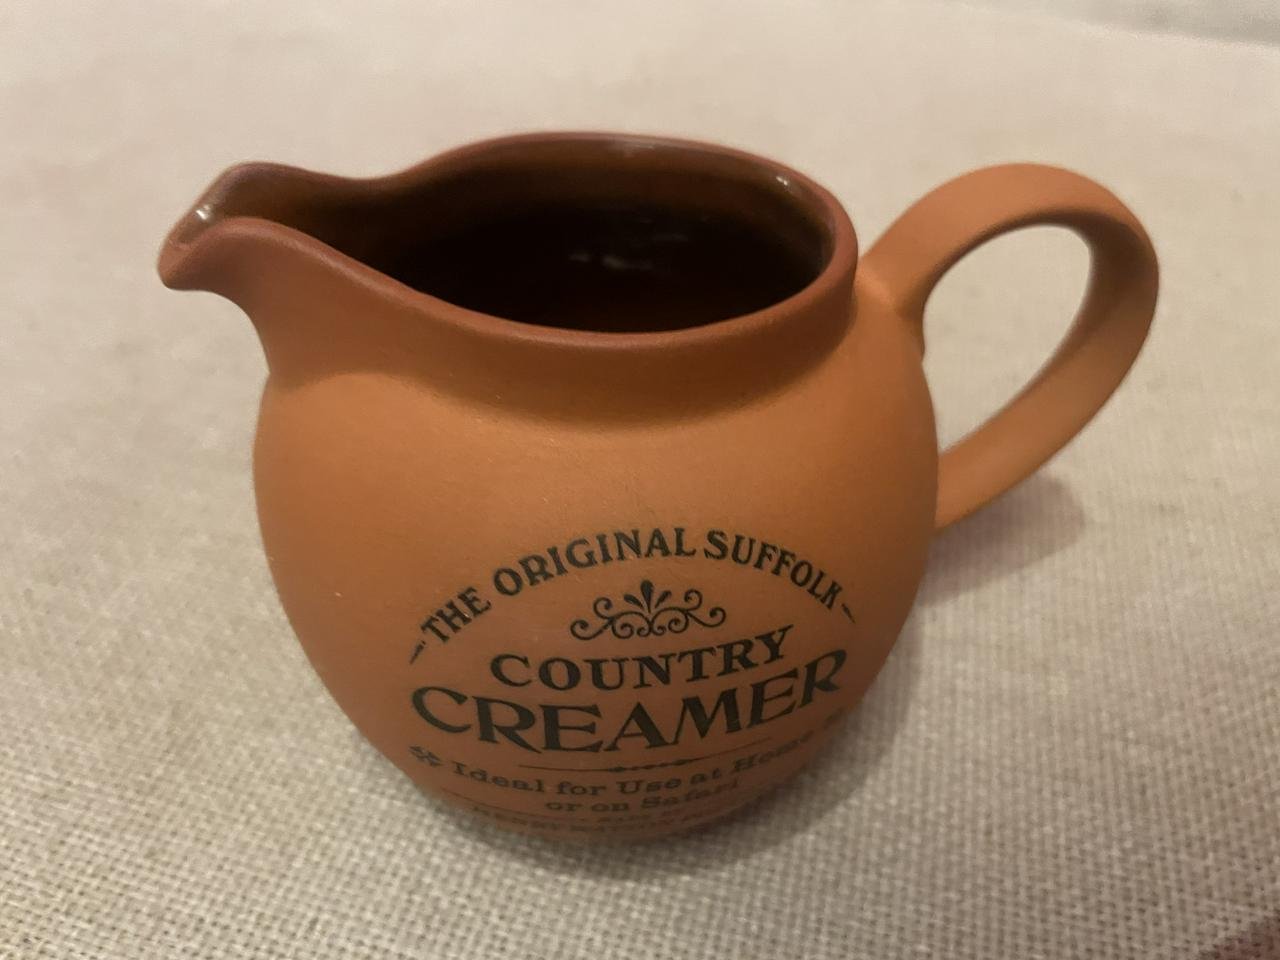 THE ORIGINAL SUFFOLK
COUNTRY
CREAMER
Ideal for Use at Home
or on Safari